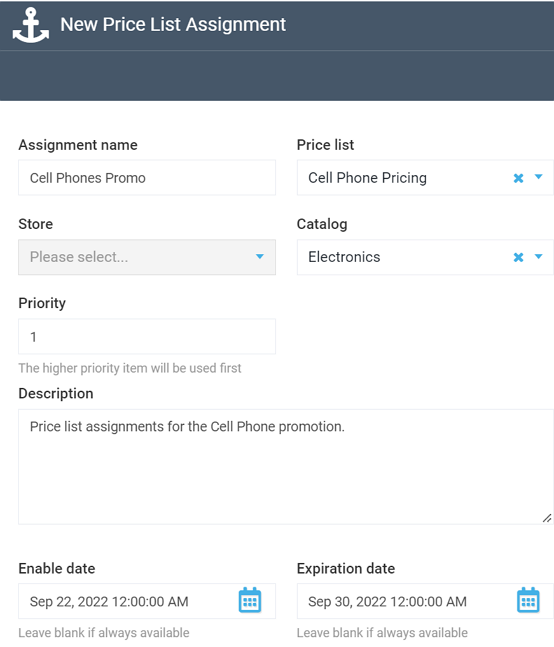 New Price List Assignment
Assignment name
Price list
Cell Phones Promo
Cell Phone Pricing
Store
Catalog
Please select...
Electronics
Priority
1
The higher priority item will be used first
Description
Price list assignments for the Cell Phone promotion.
Enable date
Expiration date
Sep 22, 2022 12:00:00 AM
Sep 30, 2022 12:00:00 AM
Leave blank if always available
Leave blank if always available